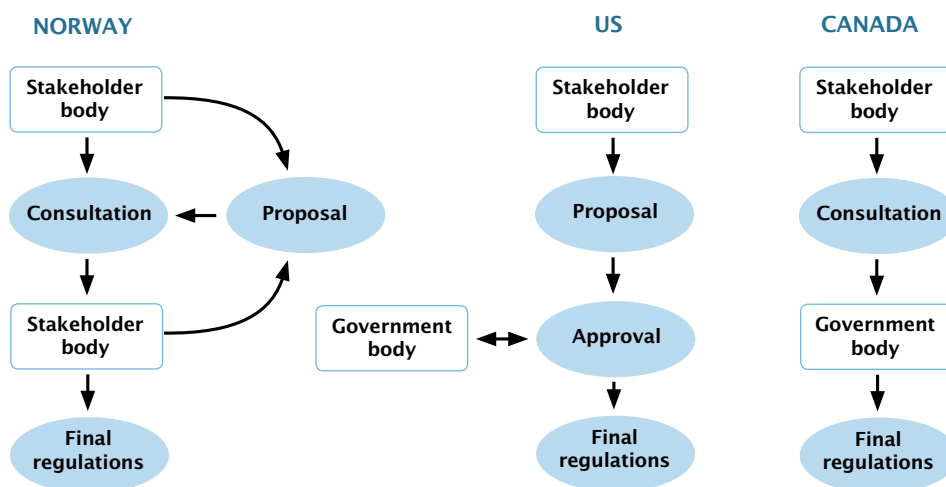 NORWAY
Stakeholder
body
Consultation
Proposal
Stakeholder
body
Final
regulations
US
Stakeholder
body
Proposal
Government
body
Approval
Final
regulations
CANADA
Stakeholder
body
Consultation
Government
body
Final
regulations